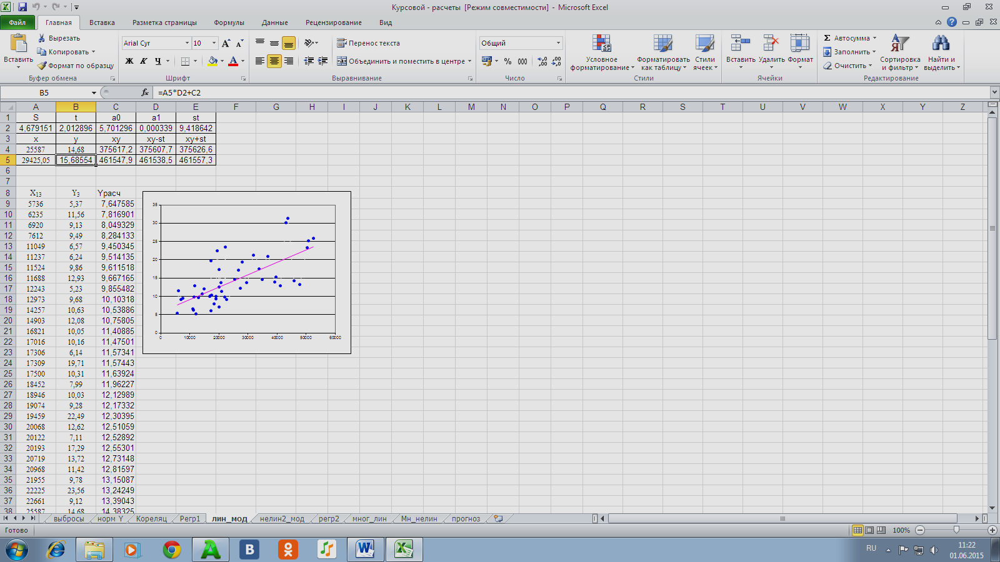 Курсовой - расчеты [Режим совместимости] - Microsoft Excel
Файл Главная Вставка Разметка страницы Формулы Данные Рецензирование Вид
Вставить
Вырезать
Копировать
Формат по образцу
Буфер обмена
Arial Cyr 10
Ж К Ч
Шрифт
Перенос текста
Объединить и поместить в центре
Выравнивание
Общий
% 000
Число
Условное форматирование
Форматировать как таблицу
Стили ячеек
Стили
Вставить Удалить Формат
Ячейки
Σ Автосумма
Заполнить
Очистить
Сортировка и фильтр
Найти и выделить
Редактирование
B5 fx =A5*D2+C2
A B C D E F G H I J K L M N O P Q R S T U V W X Y Z
1 S t a0 a1 st
2 4,679151 2,012896 5,701296 0,000339 9,418642
3 x y xy xy-st xy+st
4 25587 14,68 375617,2 375607,7 375626,6
5 29425,05 15,68554 461547,9 461538,5 461557,3
6
7
8 X13 Y3 Yрасч
9 5736 5,37 7,647585
10 6235 11,56 7,816901
11 6920 9,13 8,049329
12 7612 9,49 8,284133
13 11049 6,57 9,450345
14 11237 6,24 9,514135
15 11524 9,86 9,611518
16 11688 12,93 9,667165
17 12243 5,23 9,855482
18 12973 9,68 10,10318
19 14257 10,63 10,53886
20 14903 12,08 10,75805
21 16821 10,05 11,40885
22 17016 10,16 11,47501
23 17306 6,14 11,57341
24 17309 19,71 11,57443
25 17500 10,31 11,63924
26 18452 7,99 11,96227
27 18946 10,03 12,12989
28 19074 9,28 12,17332
29 19459 22,49 12,30395
30 20068 12,62 12,51059
31 20122 7,11 12,52892
32 20193 17,29 12,55301
33 20719 13,72 12,73148
34 20968 11,42 12,81597
35 21955 9,78 13,15087
36 22225 23,56 13,24249
37 22661 9,12 13,39043
38 25587 14,68 14,38325
35
30
25
20
15
10
5
0
0 10000 20000 30000 40000 50000 60000
выбросы норм Y Кореляц Регр1 лин_мод нелин2_мод регр2 мног_лин Мн_нелин прогноз
Готово 100%
RU 11:22
01.06.2015